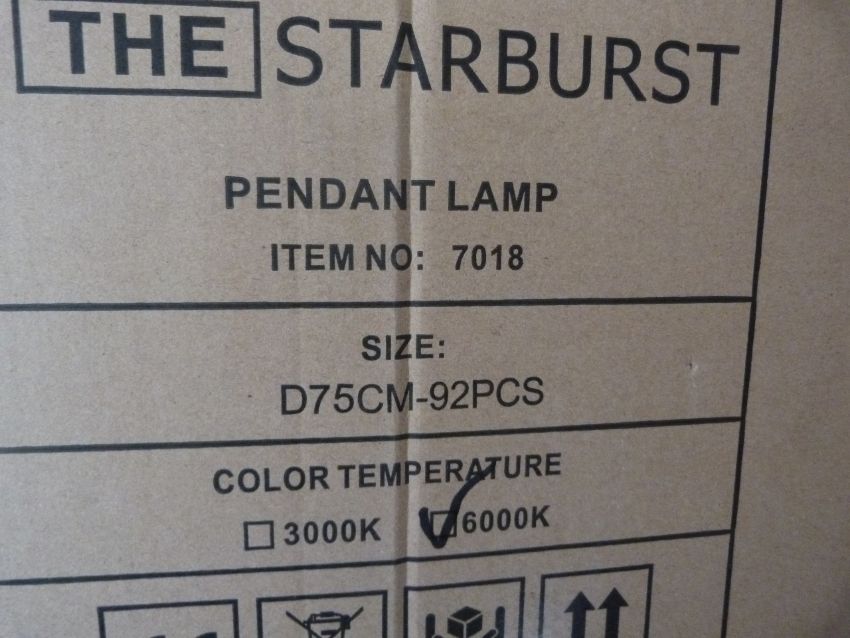 THE STARBURST
PENDANT LAMP
ITEM NO: 7018
SIZE:
D75CM-92PCS
COLOR TEMPERATURE
3000K 6000K